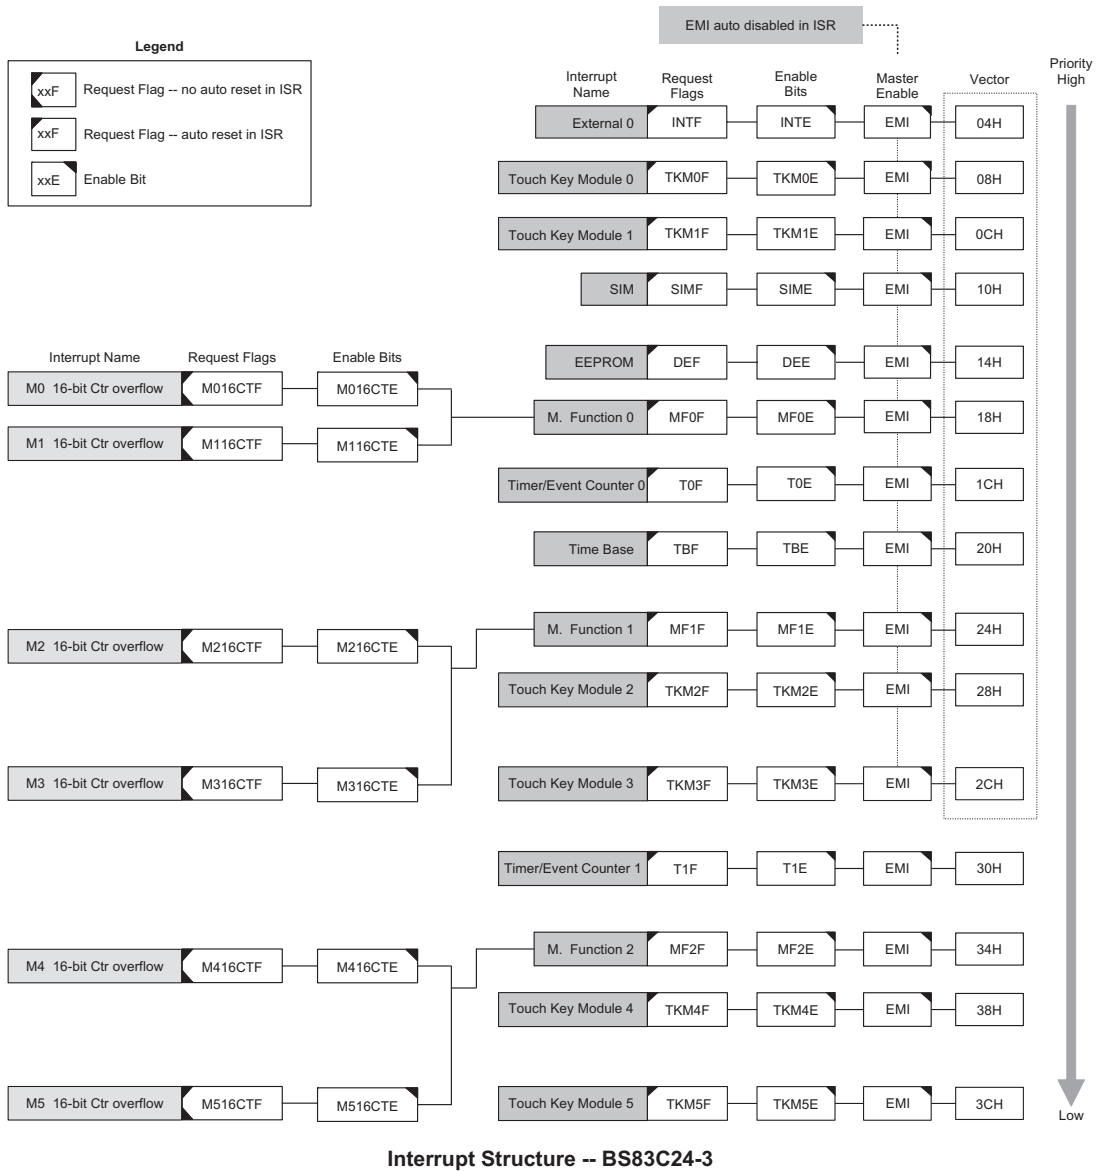 EMI auto disabled in ISR
Legend
xxF Request Flag -- no auto reset in ISR
xxF Request Flag -- auto reset in ISR
xxE Enable Bit
Interrupt Name Request Flags Enable Bits Master Enable Vector Priority High
External 0 INTF INTE EMI 04H
Touch Key Module 0 TKM0F TKM0E EMI 08H
Touch Key Module 1 TKM1F TKM1E EMI 0CH
SIM SIMF SIME EMI 10H
Interrupt Name Request Flags Enable Bits
EEPROM DEF DEE EMI 14H
M0 16-bit Ctr overflow M016CTF M016CTE
M. Function 0 MF0F MF0E EMI 18H
M1 16-bit Ctr overflow M116CTF M116CTE
Timer/Event Counter 0 T0F T0E EMI 1CH
Time Base TBF TBE EMI 20H
M. Function 1 MF1F MF1E EMI 24H
M2 16-bit Ctr overflow M216CTF M216CTE
Touch Key Module 2 TKM2F TKM2E EMI 28H
M3 16-bit Ctr overflow M316CTF M316CTE
Touch Key Module 3 TKM3F TKM3E EMI 2CH
Timer/Event Counter 1 T1F T1E EMI 30H
M. Function 2 MF2F MF2E EMI 34H
M4 16-bit Ctr overflow M416CTF M416CTE
Touch Key Module 4 TKM4F TKM4E EMI 38H
M5 16-bit Ctr overflow M516CTF M516CTE
Touch Key Module 5 TKM5F TKM5E EMI 3CH
Low
Interrupt Structure -- BS83C24-3